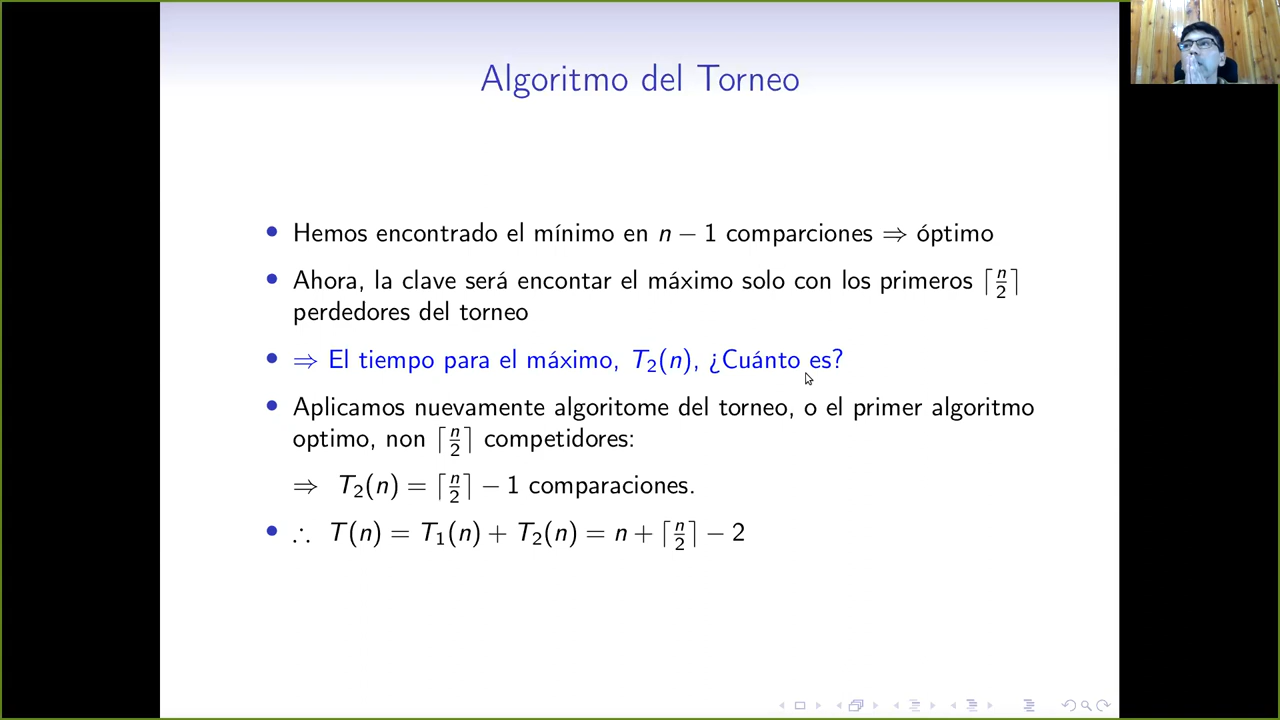 Algoritmo del Torneo
• Hemos encontrado el mínimo en n − 1 comparciones ⇒ óptimo
• Ahora, la clave será encontar el máximo solo con los primeros ⌈n/2⌉
perdedores del torneo
• ⇒ El tiempo para el máximo, T₂(n), ¿Cuánto es?
• Aplicamos nuevamente algoritome del torneo, o el primer algoritmo
optimo, non ⌈n/2⌉ competidores:
⇒ T₂(n) = ⌈n/2⌉ − 1 comparaciones.
• ∴ T(n) = T₁(n) + T₂(n) = n + ⌈n/2⌉ − 2